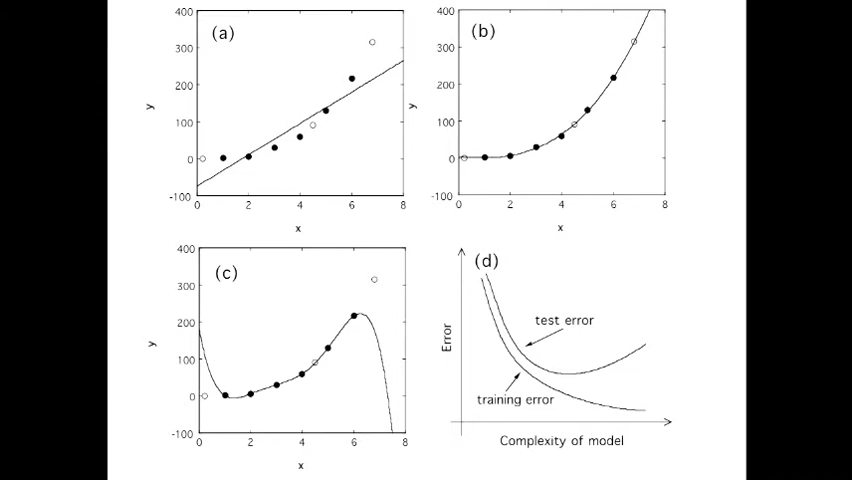 (a)
400
300
200
100
0
-100
y
0 2 4 6 8
x
(b)
400
300
200
100
0
-100
y
0 2 4 6 8
x
(c)
400
300
200
100
0
-100
y
0 2 4 6 8
x
(d)
Error
test error
training error
Complexity of model